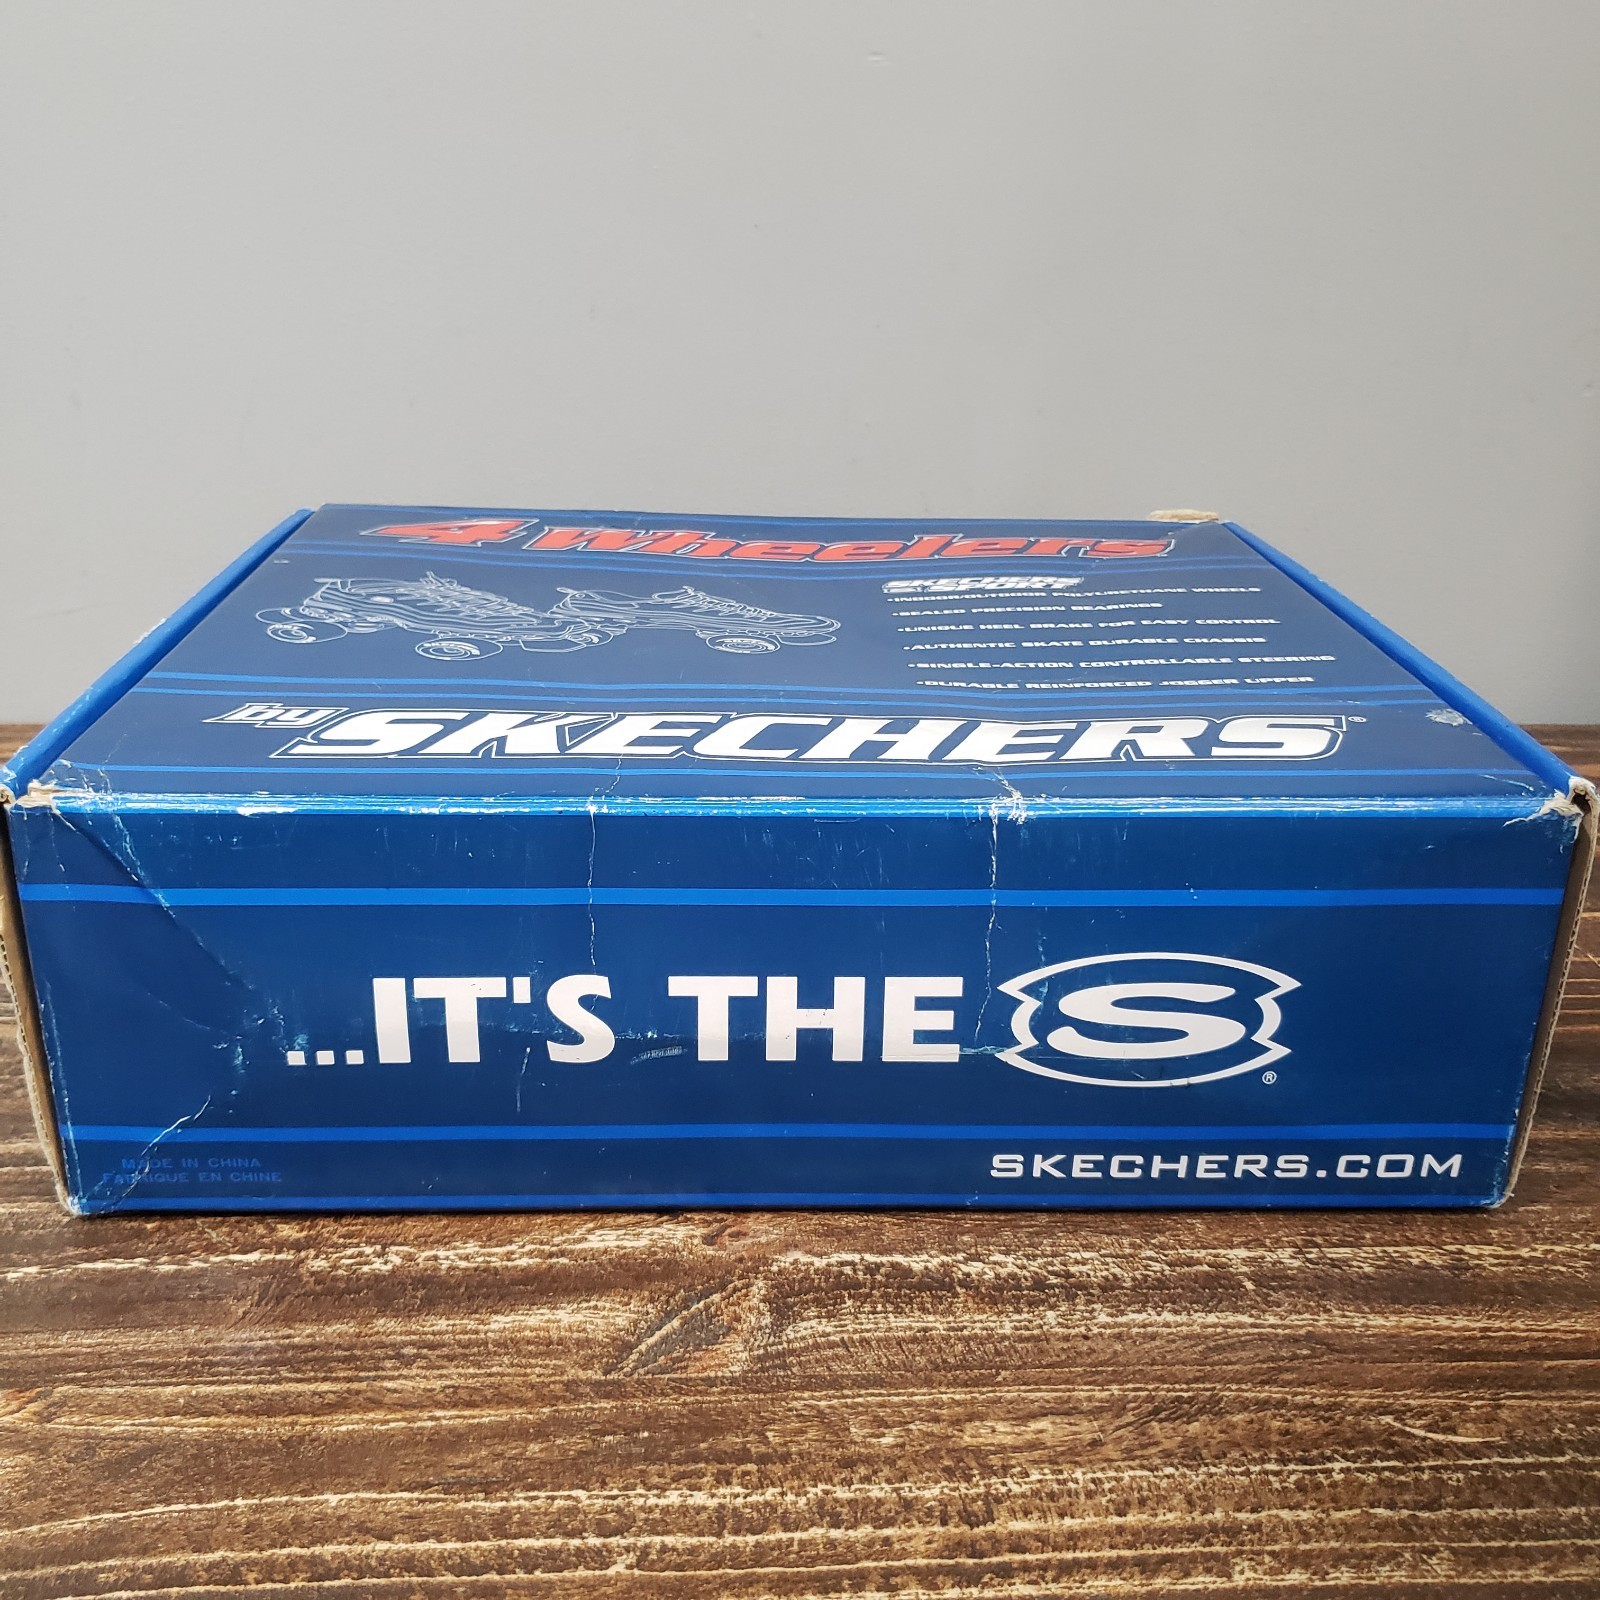 4 Wheelers
SKECHERS
SPORT
•INDOOR/OUTDOOR POLYURETHANE WHEELS
•SEALED PRECISION BEARINGS
•UNIQUE HEEL BRAKE FOR EASY CONTROL
•AUTHENTIC SKATE DURABLE CHASSIS
•SINGLE-ACTION CONTROLLABLE STEERING
•DURABLE REINFORCED JOGGER UPPER
by SKECHERS®
...IT'S THE S®
SKECHERS.COM
MADE IN CHINA
FABRIQUE EN CHINE